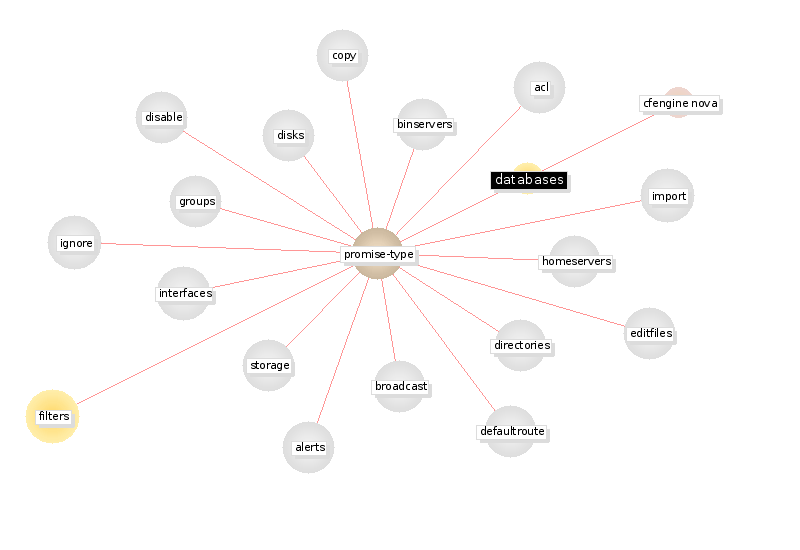 copy
acl
cfengine nova
disable
binservers
disks
databases
import
groups
ignore
promise-type
homeservers
interfaces
editfiles
directories
storage
broadcast
filters
defaultroute
alerts